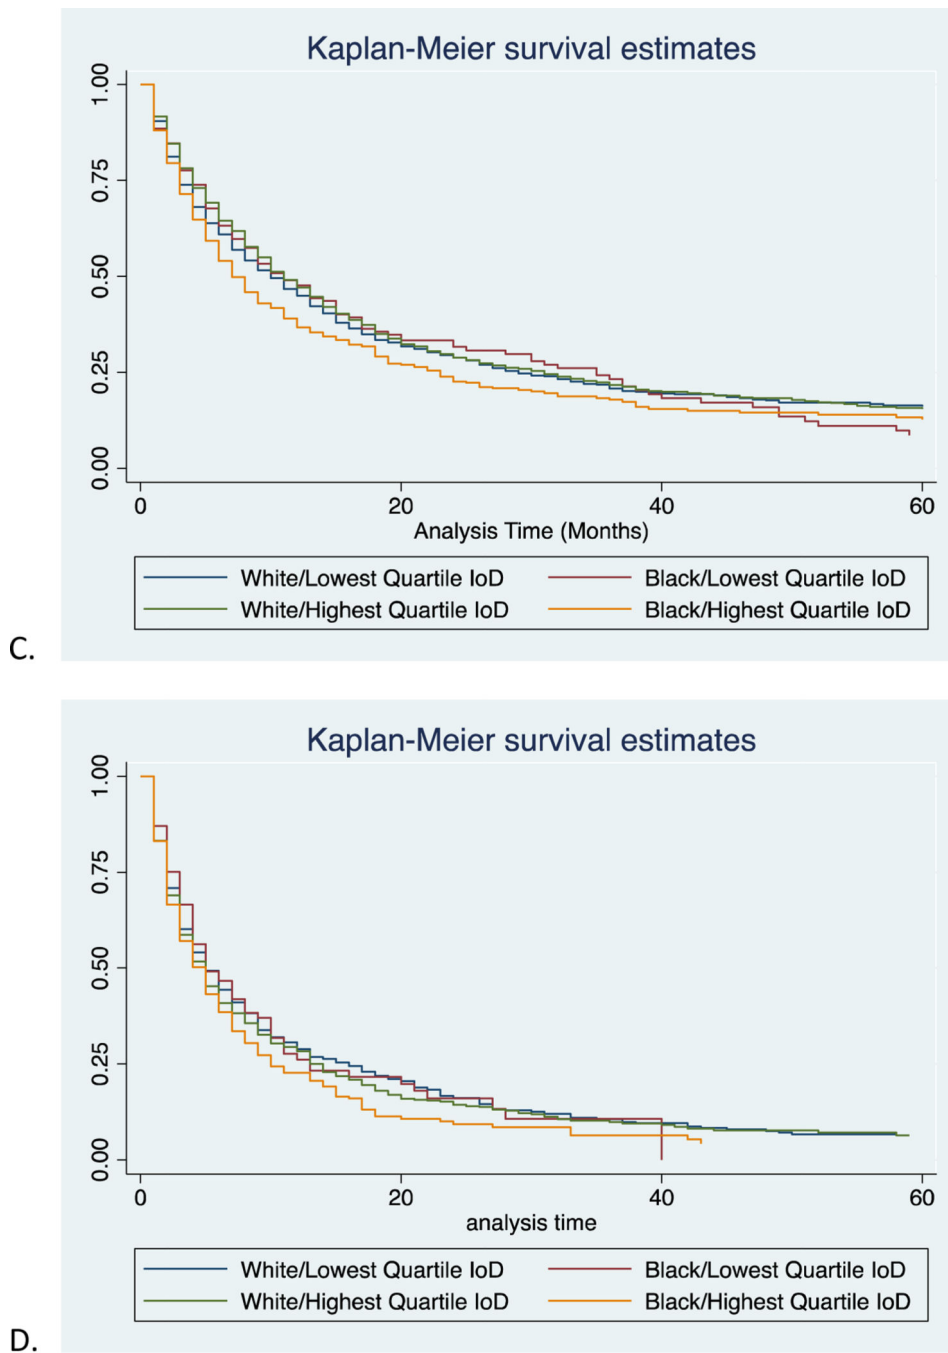 Kaplan-Meier survival estimates
1.00
0.75
0.50
0.25
0.00
0 20 40 60
Analysis Time (Months)
White/Lowest Quartile IoD Black/Lowest Quartile IoD
White/Highest Quartile IoD Black/Highest Quartile IoD
C.
Kaplan-Meier survival estimates
1.00
0.75
0.50
0.25
0.00
0 20 40 60
analysis time
White/Lowest Quartile IoD Black/Lowest Quartile IoD
White/Highest Quartile IoD Black/Highest Quartile IoD
D.